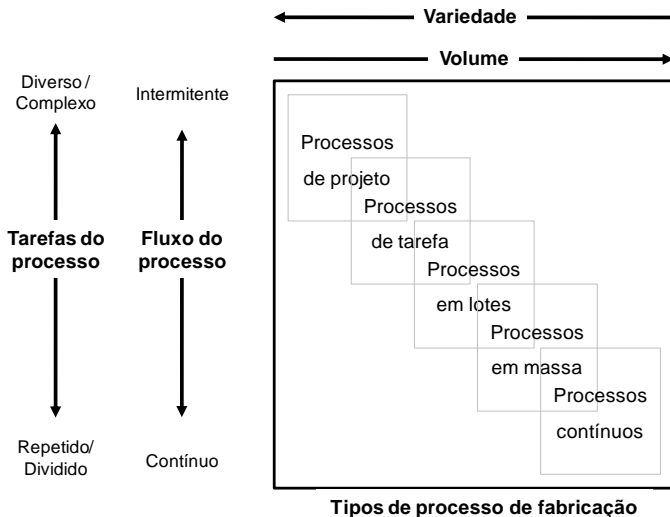 Variedade
Volume
Diverso /
Complexo
Intermitente
Tarefas do
processo
Fluxo do
processo
Repetido/
Dividido
Contínuo
Processos
de projeto
Processos
de tarefa
Processos
em lotes
Processos
em massa
Processos
contínuos
Tipos de processo de fabricação